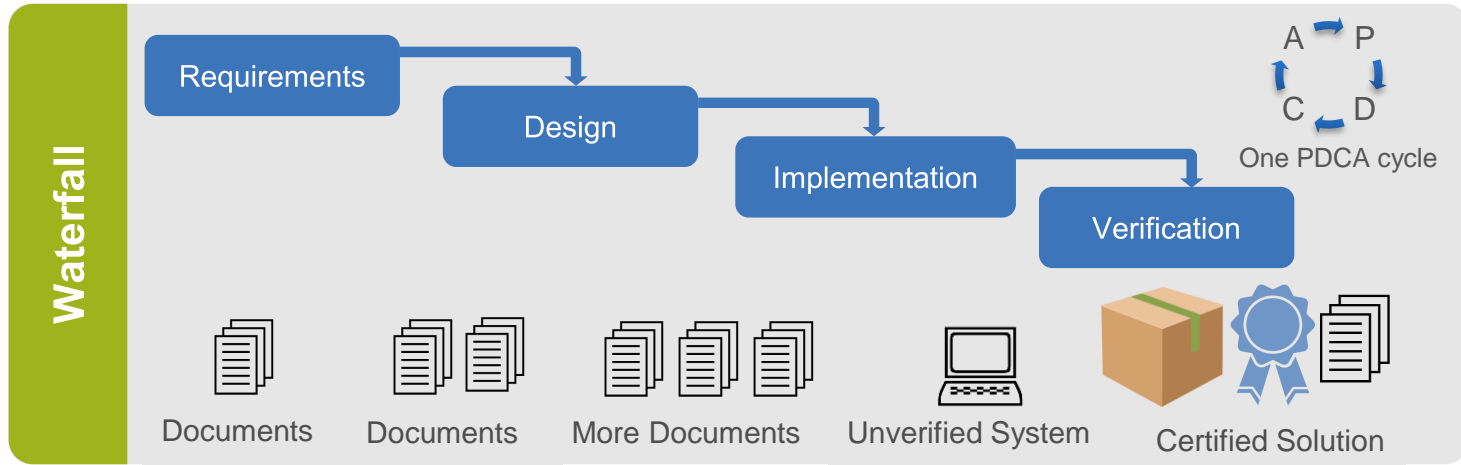 Waterfall
Requirements
Design
Implementation
Verification
A P
C D
One PDCA cycle
Documents
Documents
More Documents
Unverified System
Certified Solution